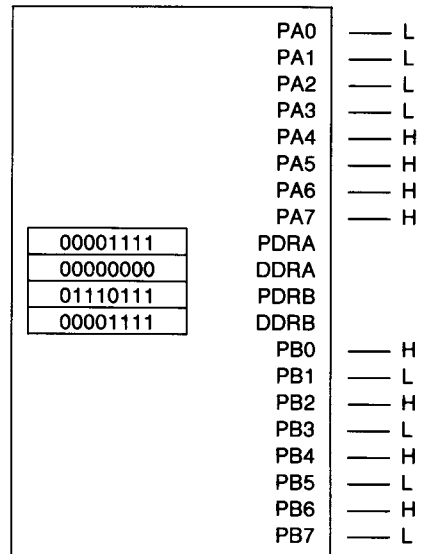 PA0 L
PA1 L
PA2 L
PA3 L
PA4 H
PA5 H
PA6 H
PA7 H
00001111 PDRA
00000000 DDRA
01110111 PDRB
00001111 DDRB
PB0 H
PB1 L
PB2 H
PB3 L
PB4 H
PB5 L
PB6 H
PB7 L